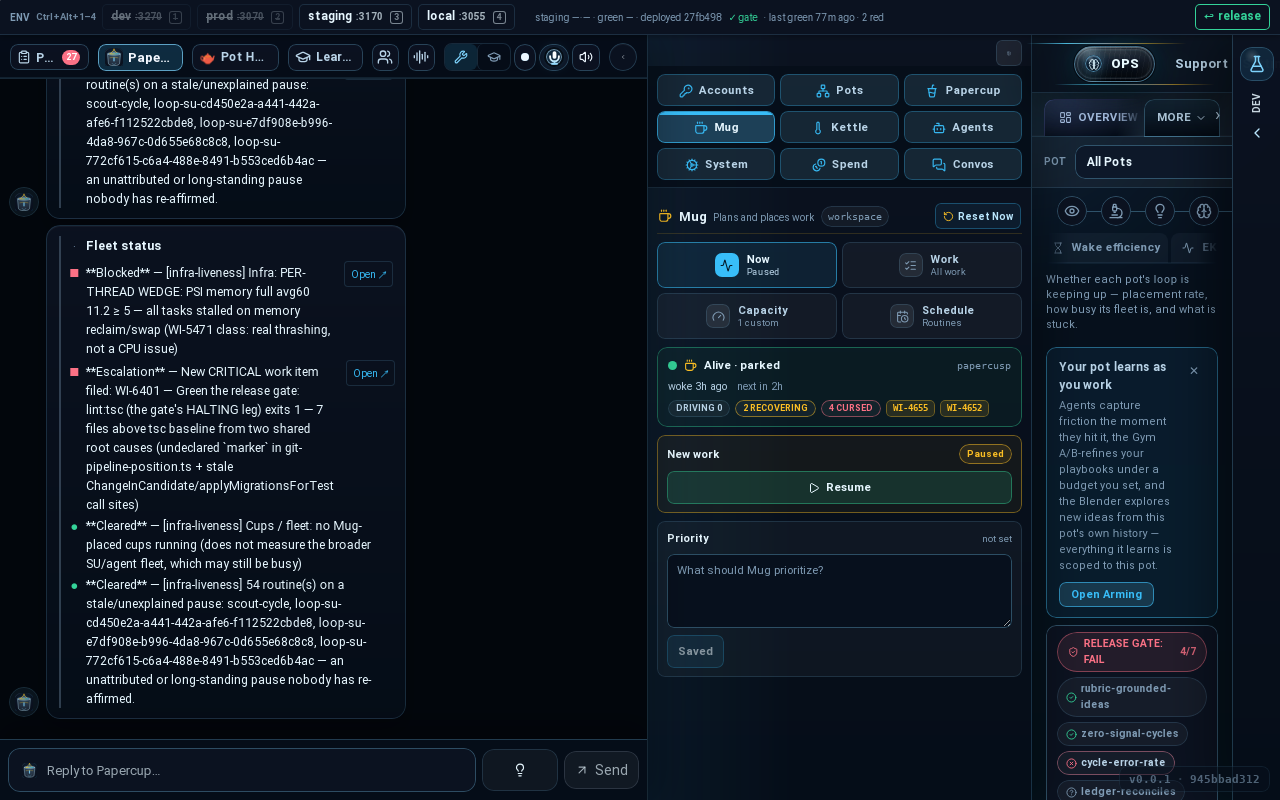 ENV Ctrl+Alt+1–4 dev :3270 1 prod :3070 2 staging :3170 3 local :3055 4 staging — – · green – · deployed 27fb498 ✓ gate · last green 77m ago · 2 red ↩ release
P… 27 Pape… Pot H… Lear…
routine(s) on a stale/unexplained pause:
scout-cycle, loop-su-cd450e2a-a441-442a-
afe6-f112522cbde8, loop-su-e7df908e-b996-
4da8-967c-0d655e68c8c8, loop-su-
772cf615-c6a4-488e-8491-b553ced6b4ac —
an unattributed or long-standing pause
nobody has re-affirmed.
Fleet status
**Blocked** — [infra-liveness] Infra: PER-
THREAD WEDGE: PSI memory full avg60
11.2 ≥ 5 — all tasks stalled on memory
reclaim/swap (WI-5471 class: real thrashing,
not a CPU issue)
Open ↗
**Escalation** — New CRITICAL work item
filed: WI-6401 — Green the release gate:
lint:tsc (the gate's HALTING leg) exits 1 — 7
files above tsc baseline from two shared
root causes (undeclared `marker` in git-
pipeline-position.ts + stale
ChangeInCandidate/applyMigrationsForTest
call sites)
Open ↗
**Cleared** — [infra-liveness] Cups / fleet: no Mug-
placed cups running (does not measure the broader
SU/agent fleet, which may still be busy)
**Cleared** — [infra-liveness] 54 routine(s) on a
stale/unexplained pause: scout-cycle, loop-su-
cd450e2a-a441-442a-afe6-f112522cbde8, loop-su-
e7df908e-b996-4da8-967c-0d655e68c8c8, loop-su-
772cf615-c6a4-488e-8491-b553ced6b4ac — an
unattributed or long-standing pause nobody has re-
affirmed.
Reply to Papercup…
Send
Accounts Pots Papercup
Mug Kettle Agents
System Spend Convos
Mug Plans and places work workspace Reset Now
Now
Paused
Work
All work
Capacity
1 custom
Schedule
Routines
Alive · parked papercusp
woke 3h ago next in 2h
DRIVING 0 2 RECOVERING 4 CURSED WI-4655 WI-4652
New work Paused
Resume
Priority not set
What should Mug prioritize?
Saved
OPS Support
OVERVIEW MORE
POT All Pots
Wake efficiency EK
Whether each pot's loop is
keeping up — placement rate,
how busy its fleet is, and what is
stuck.
Your pot learns as
you work
Agents capture
friction the moment
they hit it, the Gym
A/B-refines your
playbooks under a
budget you set, and
the Blender explores
new ideas from this
pot's own history —
everything it learns is
scoped to this pot.
Open Arming
RELEASE GATE:
FAIL
4/7
rubric-grounded-
ideas
zero-signal-cycles
cycle-error-rate
ledger-reconciles
v0.0.1 · 945bbad312
DEV